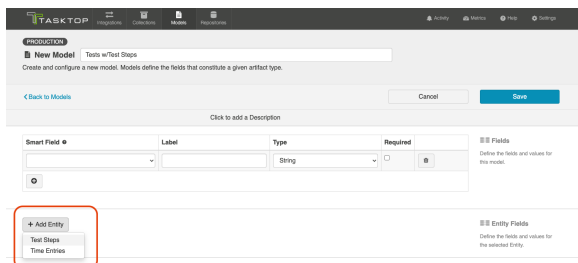 TASKTOP Integrations Collections Models Repositories Activity Metrics Help Settings
PRODUCTION
New Model Tests w/Test Steps
Create and configure a new model. Models define the fields that constitute a given artifact type.
Back to Models Cancel Save
Click to add a Description
Smart Field Label Type Required
String
Fields
Define the fields and values for
this model.
+ Add Entity
Test Steps
Time Entries
Entity Fields
Define the fields and values for
the selected Entity.